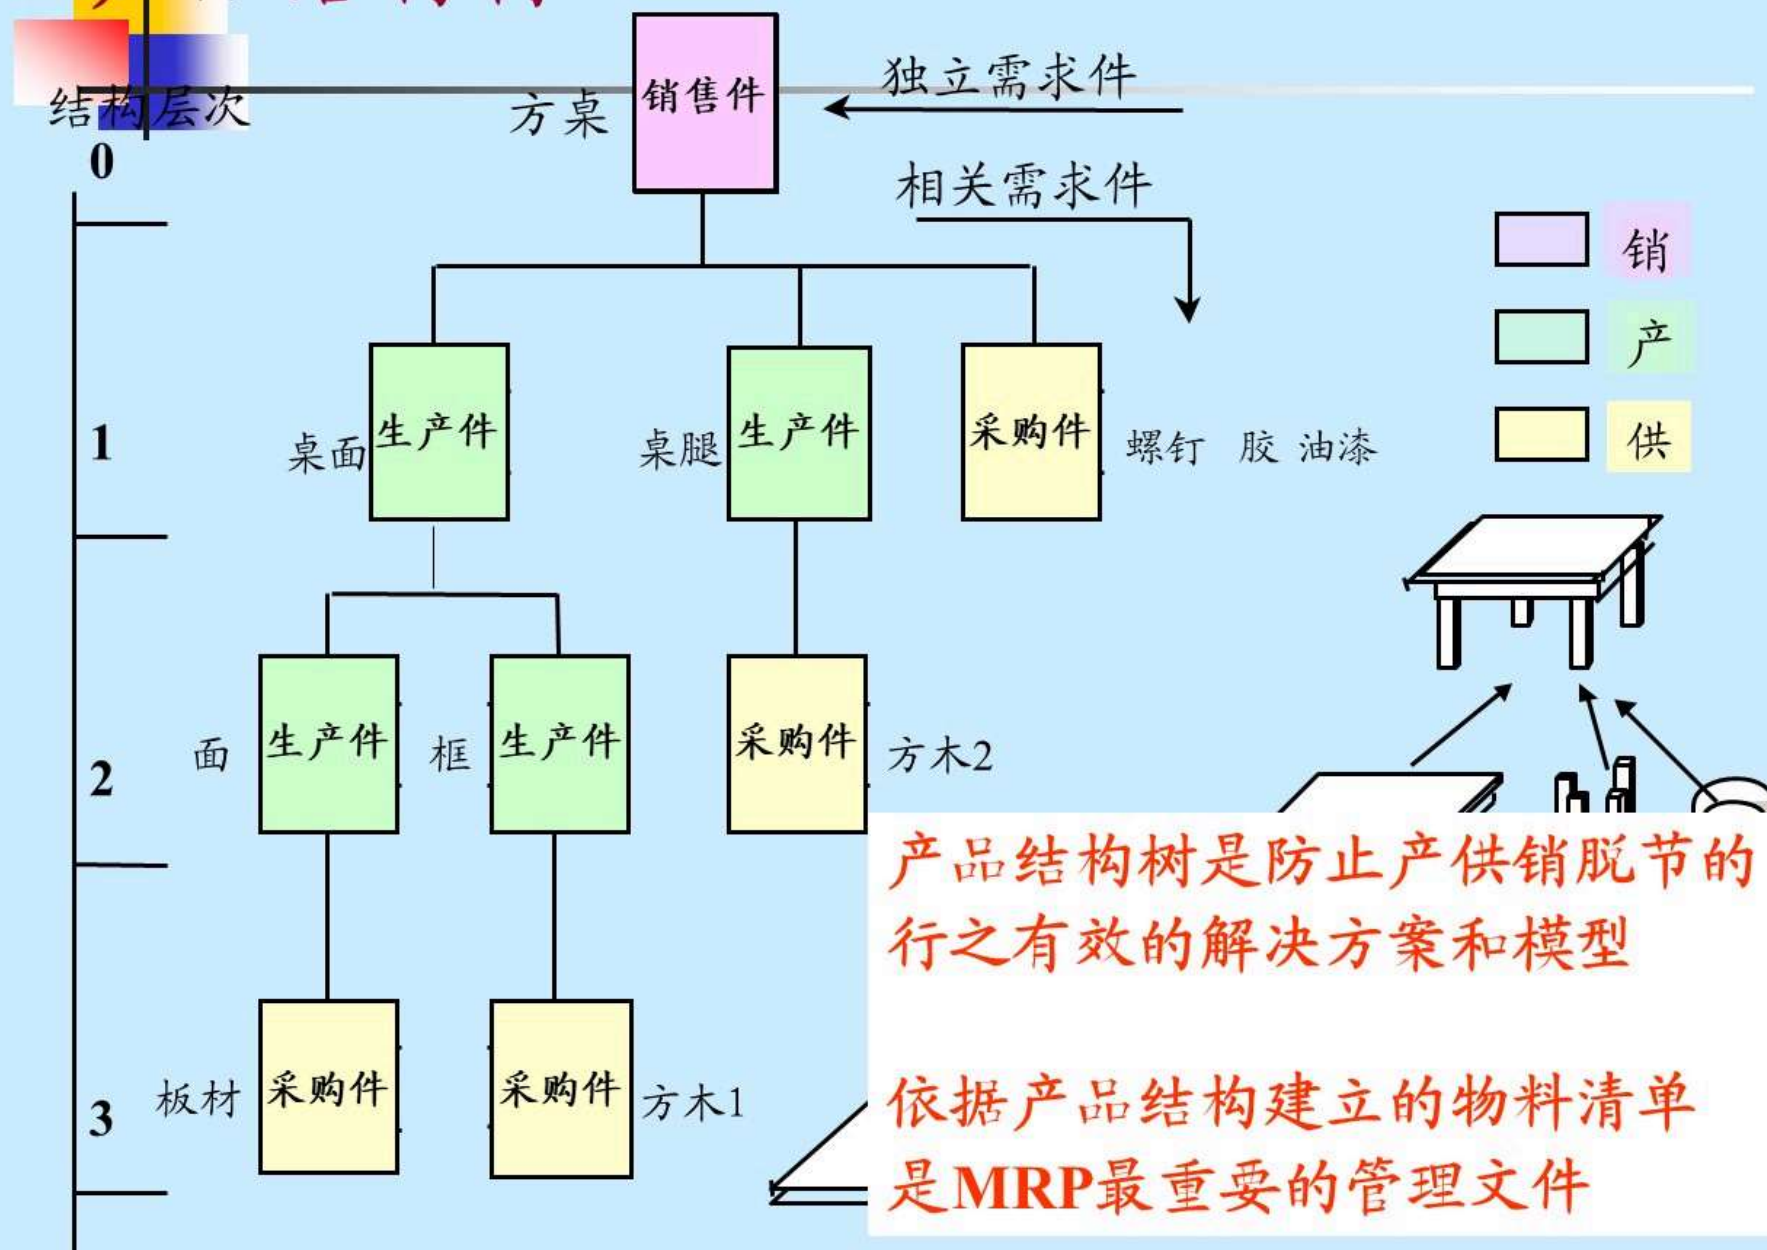 结构层次
方桌
销售件
独立需求件
0
相关需求件
销
产
供
1
桌面
生产件
桌腿
生产件
采购件
螺钉 胶 油漆
2
面
生产件
框
生产件
采购件
方木2
产品结构树是防止产供销脱节的
行之有效的解决方案和模型
3
板材
采购件
采购件
方木1
依据产品结构建立的物料清单
是MRP最重要的管理文件